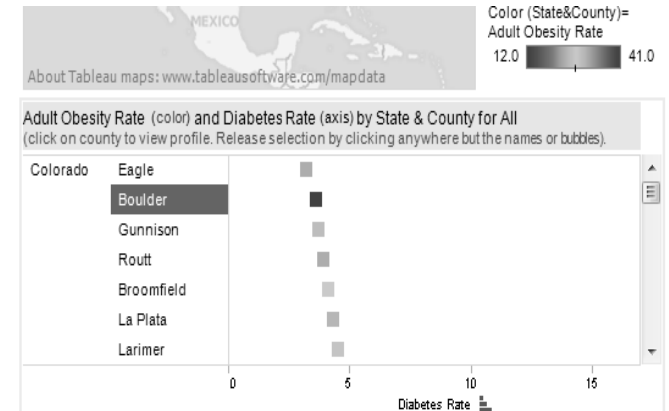 MEXICO
Color (State&County)=
Adult Obesity Rate
12.0 41.0
About Tableau maps: www.tableausoftware.com/mapdata
Adult Obesity Rate (color) and Diabetes Rate (axis) by State & County for All
(click on county to view profile. Release selection by clicking anywhere but the names or bubbles).
Colorado Eagle
Boulder
Gunnison
Routt
Broomfield
La Plata
Larimer
0 5 10 15
Diabetes Rate